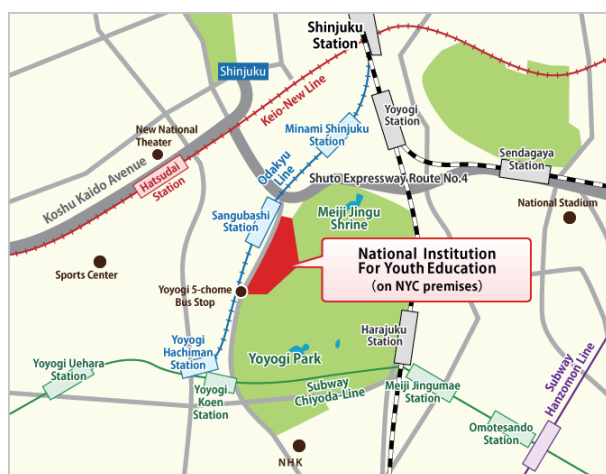 Shinjuku
Station
Shinjuku
Keio-New Line
Yoyogi
Station
New National
Theater
Minami Shinjuku
Station
Sendagaya
Station
Koshu Kaido Avenue
Hatsudai
Station
Odakyu
Line
Shuto Expressway Route No.4
Sangubashi
Station
Meiji Jingu
Shrine
National Stadium
National Institution
For Youth Education
(on NYC premises)
Sports Center
Yoyogi 5-chome
Bus Stop
Harajuku
Station
Yoyogi
Hachiman
Station
Yoyogi Park
Yoyogi Uehara
Station
Yoyogi
Koen
Station
Subway
Chiyoda-Line
Meiji Jingumae
Station
Subway
Hanzomon Line
Omotesando
Station
NHK